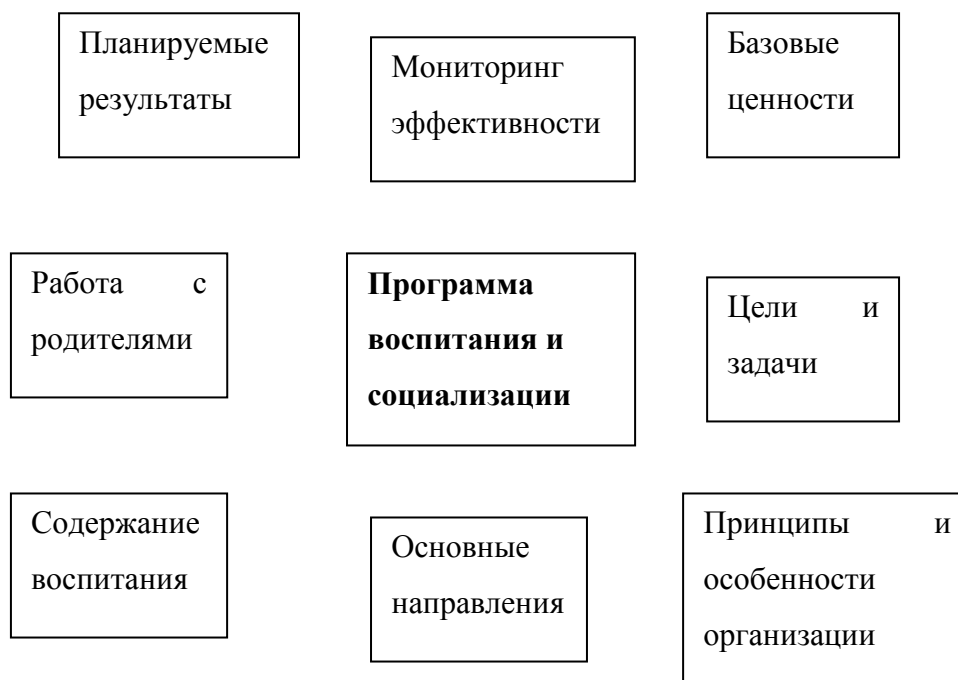 Планируемые
результаты
Мониторинг
эффективности
Базовые
ценности
Работа с
родителями
Программа
воспитания и
социализации
Цели и
задачи
Содержание
воспитания
Основные
направления
Принципы и
особенности
организации